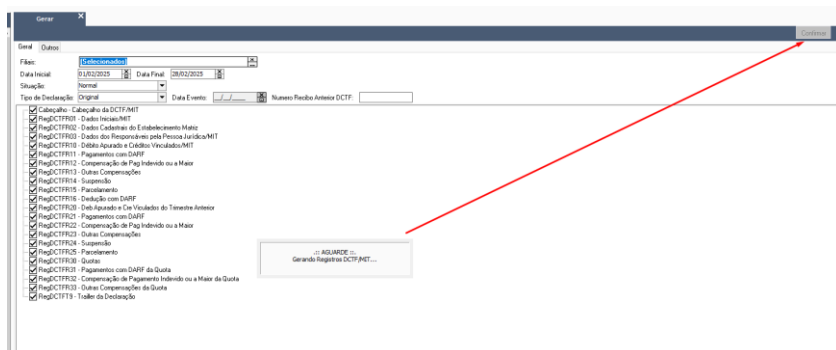 Gerar
Confirmar
Geral Outros
Filiais: (Selecionados)
Data Inicial: 01/02/2025 Data Final: 28/02/2025
Situação: Normal
Tipo de Declaração: Original Data Evento: __/__/____ Numero Recibo Anterior DCTF:
Cabeçalho - Cabeçalho da DCTF/MIT
RegDCTFR01 - Dados Iniciais/MIT
RegDCTFR02 - Dados Cadastrais do Estabelecimento Matriz
RegDCTFR03 - Dados dos Responsáveis pela Pessoa Jurídica/MIT
RegDCTFR10 - Débito Apurado e Créditos Vinculados/MIT
RegDCTFR11 - Pagamentos com DARF
RegDCTFR12 - Compensação de Pag Indevido ou a Maior
RegDCTFR13 - Outras Compensações
RegDCTFR14 - Suspensão
RegDCTFR15 - Parcelamento
RegDCTFR16 - Dedução com DARF
RegDCTFR20 - Deb Apurado e Cre Viculados do Trimestre Anterior
RegDCTFR21 - Pagamentos com DARF
RegDCTFR22 - Compensação de Pag Indevido ou a Maior
RegDCTFR23 - Outras Compensações
RegDCTFR24 - Suspensão
RegDCTFR25 - Parcelamento
RegDCTFR30 - Quotas
RegDCTFR31 - Pagamentos com DARF da Quota
RegDCTFR32 - Compensação de Pagamento Indevido ou a Maior da Quota
RegDCTFR33 - Outras Compensações da Quota
RegDCTFT9 - Trailler da Declaração
.:: AGUARDE ::.
Gerando Registros DCTF/MIT...